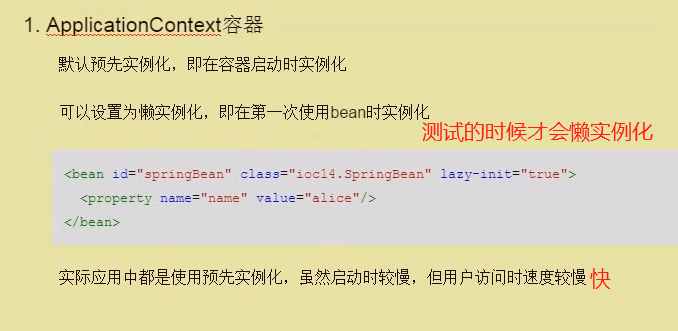 1. ApplicationContext容器
默认预先实例化，即在容器启动时实例化
可以设置为懒实例化，即在第一次使用bean时实例化
测试的时候才会懒实例化
<bean id="springBean" class="ioc14.SpringBean" lazy-init="true">
<property name="name" value="alice"/>
</bean>
实际应用中都是使用预先实例化，虽然启动时较慢，但用户访问时速度较慢 快